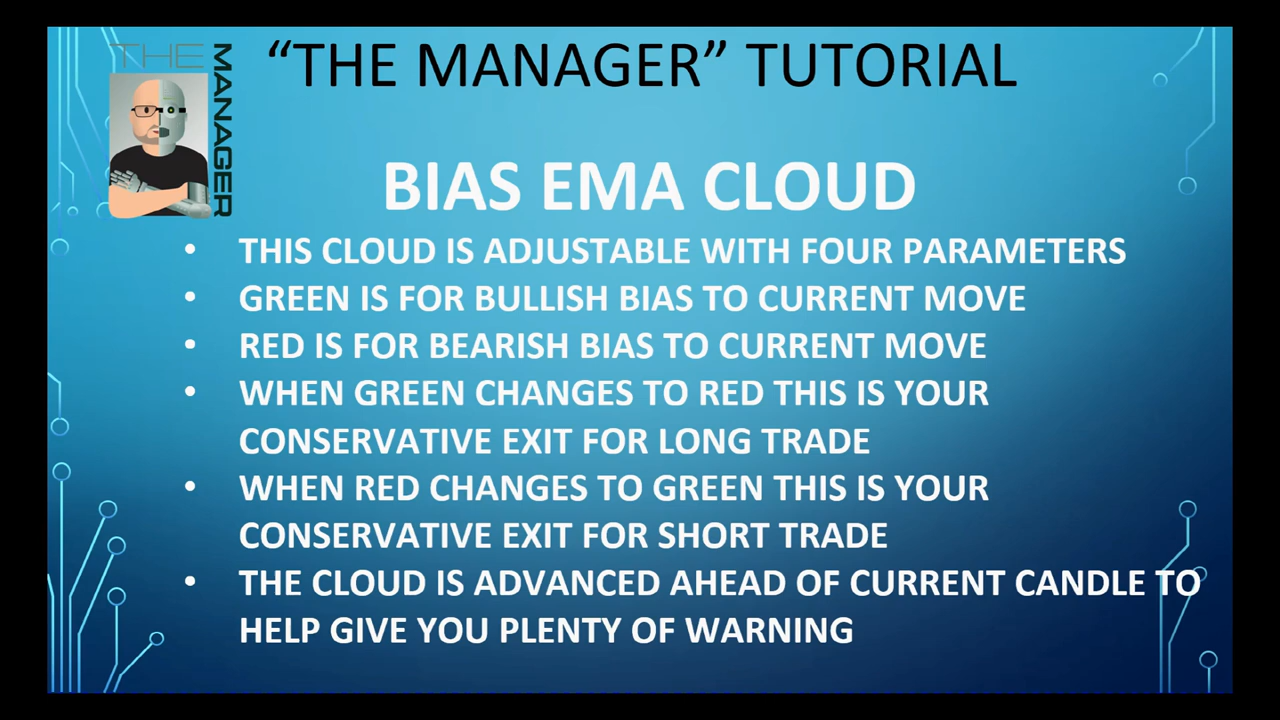 THE MANAGER
“THE MANAGER” TUTORIAL
BIAS EMA CLOUD
• THIS CLOUD IS ADJUSTABLE WITH FOUR PARAMETERS
• GREEN IS FOR BULLISH BIAS TO CURRENT MOVE
• RED IS FOR BEARISH BIAS TO CURRENT MOVE
• WHEN GREEN CHANGES TO RED THIS IS YOUR
CONSERVATIVE EXIT FOR LONG TRADE
• WHEN RED CHANGES TO GREEN THIS IS YOUR
CONSERVATIVE EXIT FOR SHORT TRADE
• THE CLOUD IS ADVANCED AHEAD OF CURRENT CANDLE TO
HELP GIVE YOU PLENTY OF WARNING